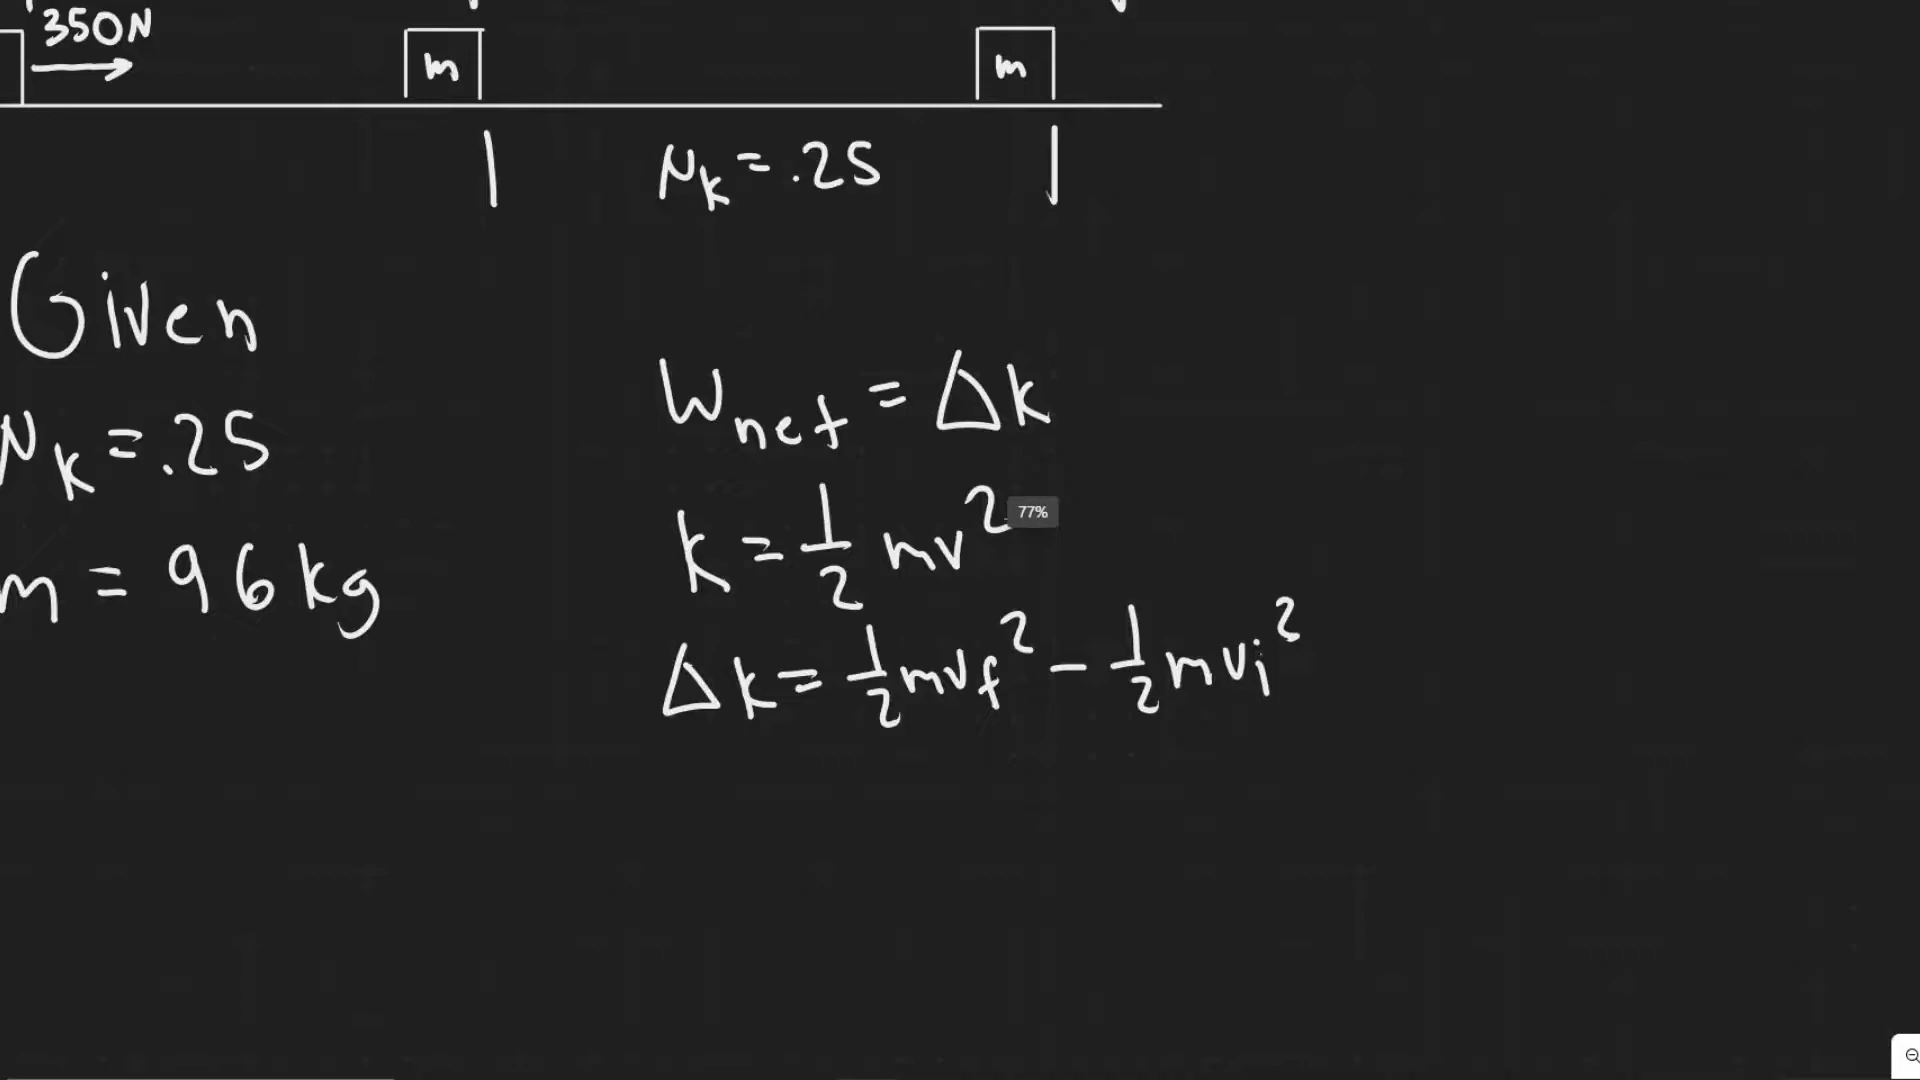 350N
m
m
μk = .25
Given
μk = .25
m = 96 kg
Wnet = Δk
k = 1/2 mv²
77%
Δk = 1/2 mvf² - 1/2 mvi²